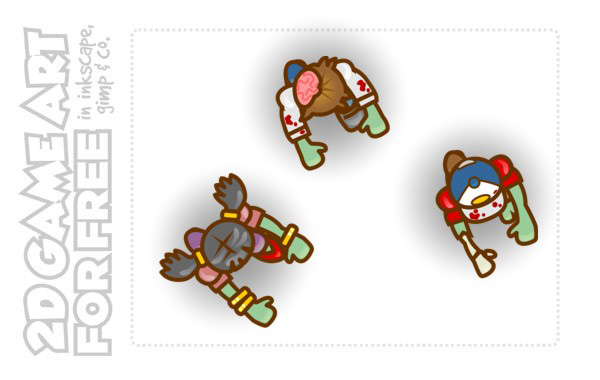 2D GAME ART
FOR FREE
in inkscape,
gimp & co.